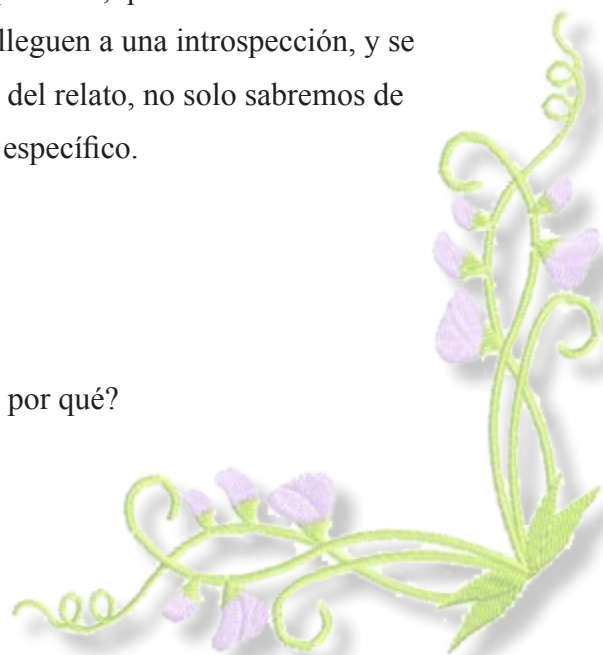 lleguen a una introspección, y se
del relato, no solo sabremos de
específico.
por qué?